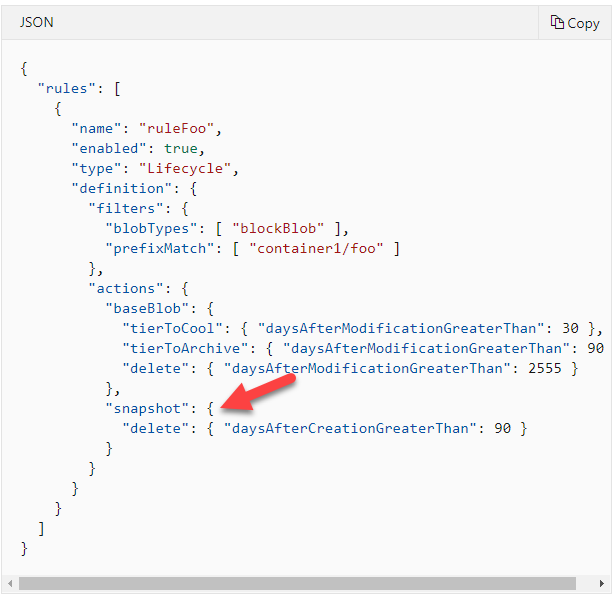 JSON
Copy
{
  "rules": [
    {
      "name": "ruleFoo",
      "enabled": true,
      "type": "Lifecycle",
      "definition": {
        "filters": {
          "blobTypes": [ "blockBlob" ],
          "prefixMatch": [ "container1/foo" ]
        },
        "actions": {
          "baseBlob": {
            "tierToCool": { "daysAfterModificationGreaterThan": 30 },
            "tierToArchive": { "daysAfterModificationGreaterThan": 90
            "delete": { "daysAfterModificationGreaterThan": 2555 }
          },
          "snapshot": {
            "delete": { "daysAfterCreationGreaterThan": 90 }
          }
        }
      }
    }
  ]
}